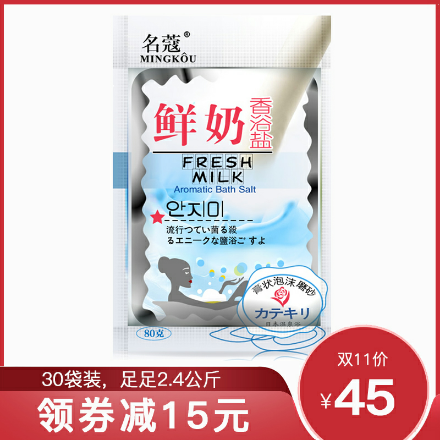 名蔻®
MINGKOU
鲜奶
香浴盐
FRESH
MILK
Aromatic Bath Salt
안지미
流行つてい菌る殺
るエニークな鹽浴ごすよ
膏状泡沫磨砂
カテキリ
80克
双11价
30袋装，足足2.4公斤
领券减15元
¥45